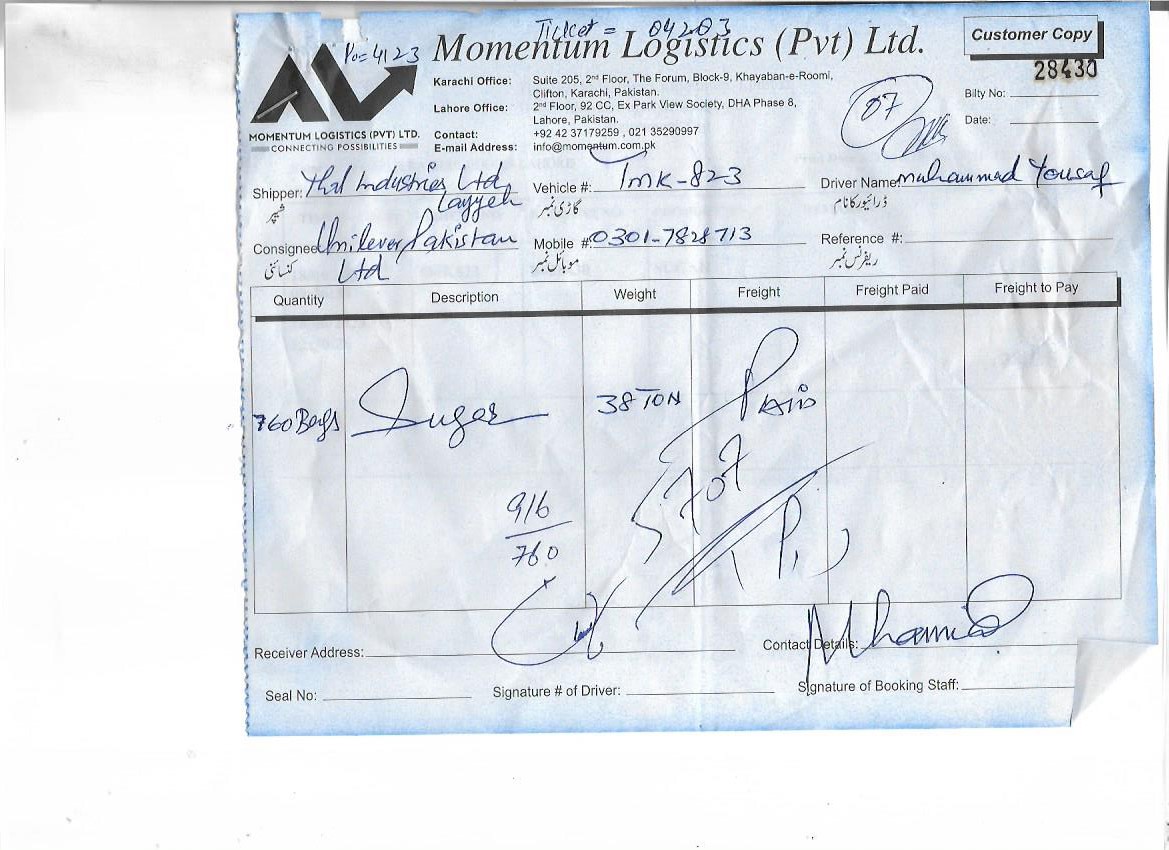 Ticket = 04203
Po= 4123
Momentum Logistics (Pvt) Ltd.
Customer Copy
28430
Karachi Office: Suite 205, 2nd Floor, The Forum, Block-9, Khayaban-e-Roomi,
Clifton, Karachi, Pakistan.
Lahore Office: 2nd Floor, 92 CC, Ex Park View Society, DHA Phase 8,
Lahore, Pakistan.
Contact: +92 42 37179259 , 021 35290997
E-mail Address: info@momentum.com.pk
MOMENTUM LOGISTICS (PVT) LTD.
CONNECTING POSSIBILITIES
07
Bilty No:
Date:
Shipper: Thal Industries Ltd, Layyeh
شپر
Vehicle #: TMK-823
گاڑی نمبر
Driver Name: muhammad Yousaf
ڈرائیور کا نام
Consignee: Unilever Pakistan Ltd
کنسائنی
Mobile #: 0301-7828713
موبائل نمبر
Reference #:
ریفرنس نمبر
Quantity Description Weight Freight Freight Paid Freight to Pay
760 Bags Sugar 38 TON PAID
707
916
760
Receiver Address:
Contact Details:
Seal No:
Signature # of Driver:
Signature of Booking Staff: